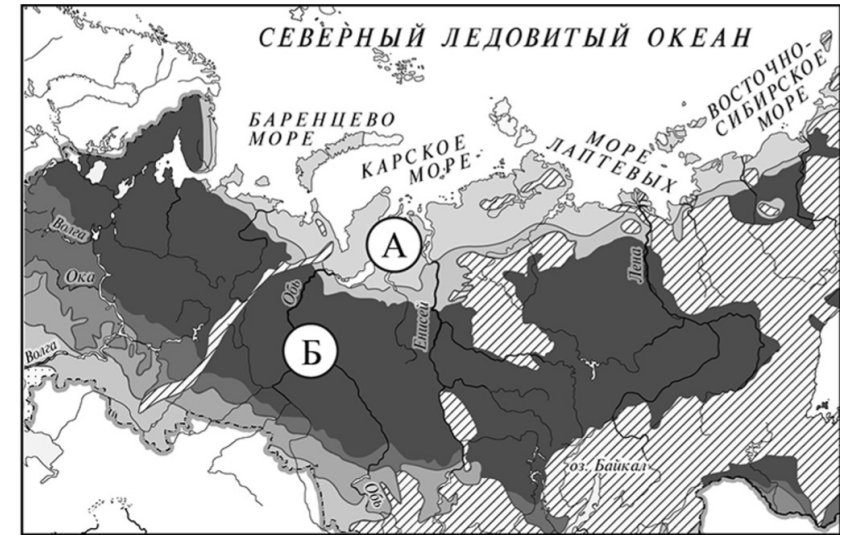 СЕВЕРНЫЙ ЛЕДОВИТЫЙ ОКЕАН
БАРЕНЦЕВО
МОРЕ
КАРСКОЕ
МОРЕ
МОРЕ
ЛАПТЕВЫХ
ВОСТОЧНО-
СИБИРСКОЕ
МОРЕ
Волга
Ока
Волга
Обь
А
Енисей
Лена
Б
оз. Байкал
Обь